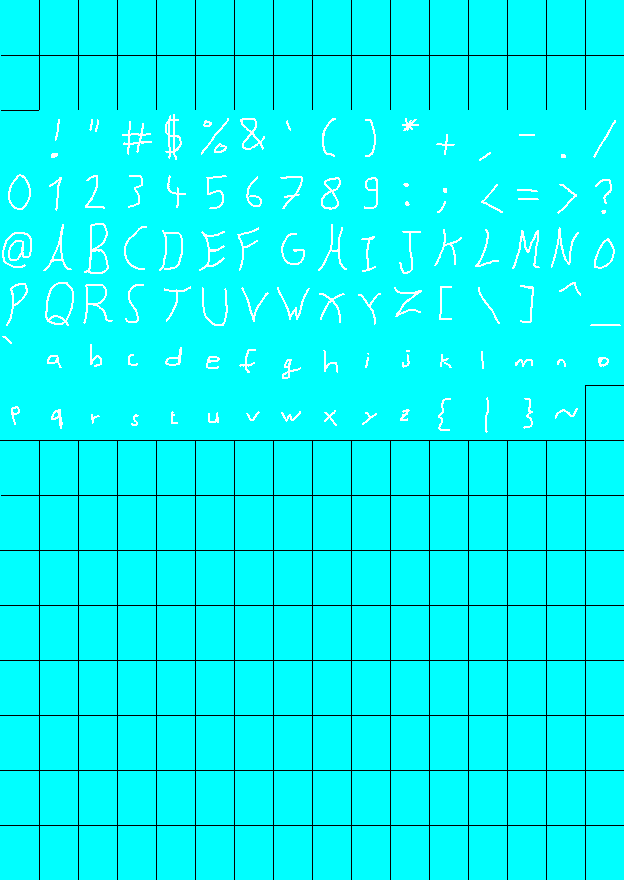 ! " # $ % & ` ( ) * + , - . /
0 1 2 3 4 5 6 7 8 9 : ; < = > ?
@ A B C D E F G H I J K L M N O
P Q R S T U V W X Y Z [ \ ] ^ _
` a b c d e f g h i j k l m n o
p q r s t u v w x y z { | } ~